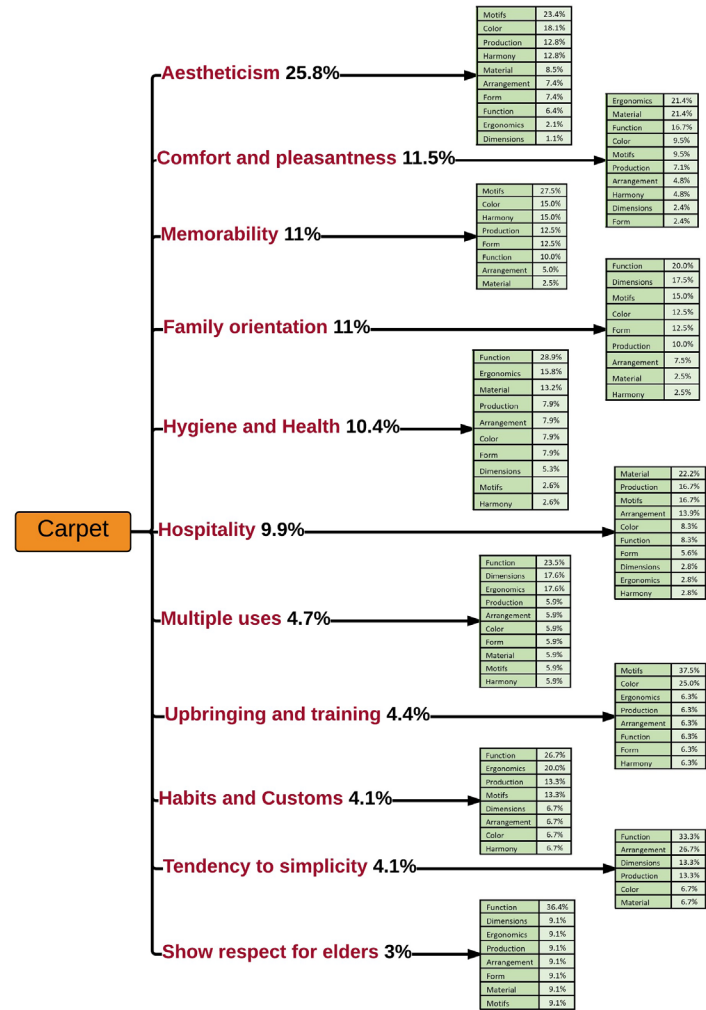 Aestheticism 25.8%
Motifs 23.4%
Color 18.1%
Production 12.8%
Harmony 12.8%
Material 8.5%
Arrangement 7.4%
Form 7.4%
Function 6.4%
Ergonomics 2.1%
Dimensions 1.1%
Comfort and pleasantness 11.5%
Ergonomics 21.4%
Material 21.4%
Function 16.7%
Color 9.5%
Motifs 9.5%
Production 7.1%
Arrangement 4.8%
Harmony 4.8%
Dimensions 2.4%
Form 2.4%
Memorability 11%
Motifs 27.5%
Color 15.0%
Harmony 15.0%
Production 12.5%
Form 12.5%
Function 10.0%
Arrangement 5.0%
Material 2.5%
Family orientation 11%
Function 20.0%
Dimensions 17.5%
Motifs 15.0%
Color 12.5%
Form 12.5%
Production 10.0%
Arrangement 7.5%
Material 2.5%
Harmony 2.5%
Hygiene and Health 10.4%
Function 28.9%
Ergonomics 15.8%
Material 13.2%
Production 7.9%
Arrangement 7.9%
Color 7.9%
Form 7.9%
Dimensions 5.3%
Motifs 2.6%
Harmony 2.6%
Carpet
Hospitality 9.9%
Material 22.2%
Production 16.7%
Motifs 16.7%
Arrangement 13.9%
Color 8.3%
Function 8.3%
Form 5.6%
Dimensions 2.8%
Ergonomics 2.8%
Harmony 2.8%
Multiple uses 4.7%
Function 23.5%
Dimensions 17.6%
Ergonomics 17.6%
Production 5.9%
Arrangement 5.9%
Color 5.9%
Form 5.9%
Material 5.9%
Motifs 5.9%
Harmony 5.9%
Upbringing and training 4.4%
Motifs 37.5%
Color 25.0%
Ergonomics 6.3%
Production 6.3%
Arrangement 6.3%
Function 6.3%
Form 6.3%
Harmony 6.3%
Habits and Customs 4.1%
Function 26.7%
Ergonomics 20.0%
Production 13.3%
Motifs 13.3%
Dimensions 6.7%
Arrangement 6.7%
Color 6.7%
Harmony 6.7%
Tendency to simplicity 4.1%
Function 33.3%
Arrangement 26.7%
Dimensions 13.3%
Production 13.3%
Color 6.7%
Material 6.7%
Show respect for elders 3%
Function 36.4%
Dimensions 9.1%
Ergonomics 9.1%
Production 9.1%
Arrangement 9.1%
Form 9.1%
Material 9.1%
Motifs 9.1%